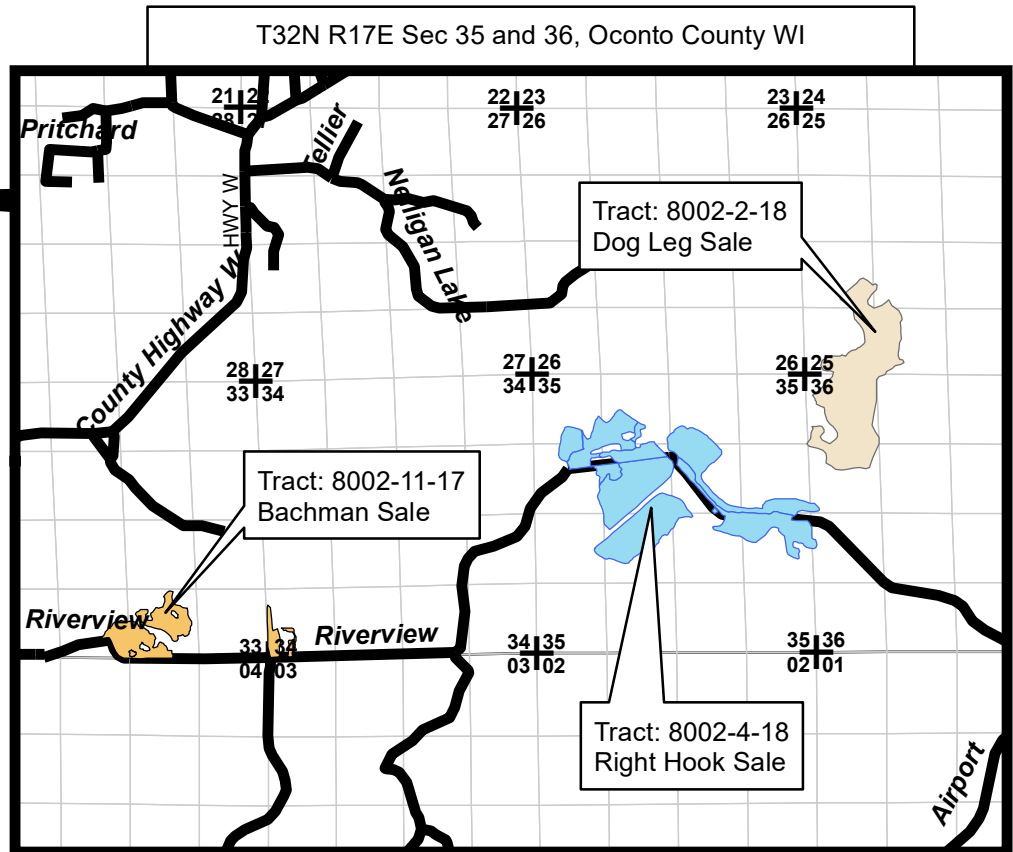 T32N R17E Sec 35 and 36, Oconto County WI
21
28
22 23
27 26
23 24
26 25
Pritchard
Tellier
HWY W
Nelligan Lake
Tract: 8002-2-18
Dog Leg Sale
County Highway W
28 27
33 34
27 26
34 35
26 25
35 36
Tract: 8002-11-17
Bachman Sale
Riverview
Riverview
33 34
04 03
34 35
03 02
35 36
02 01
Tract: 8002-4-18
Right Hook Sale
Airport